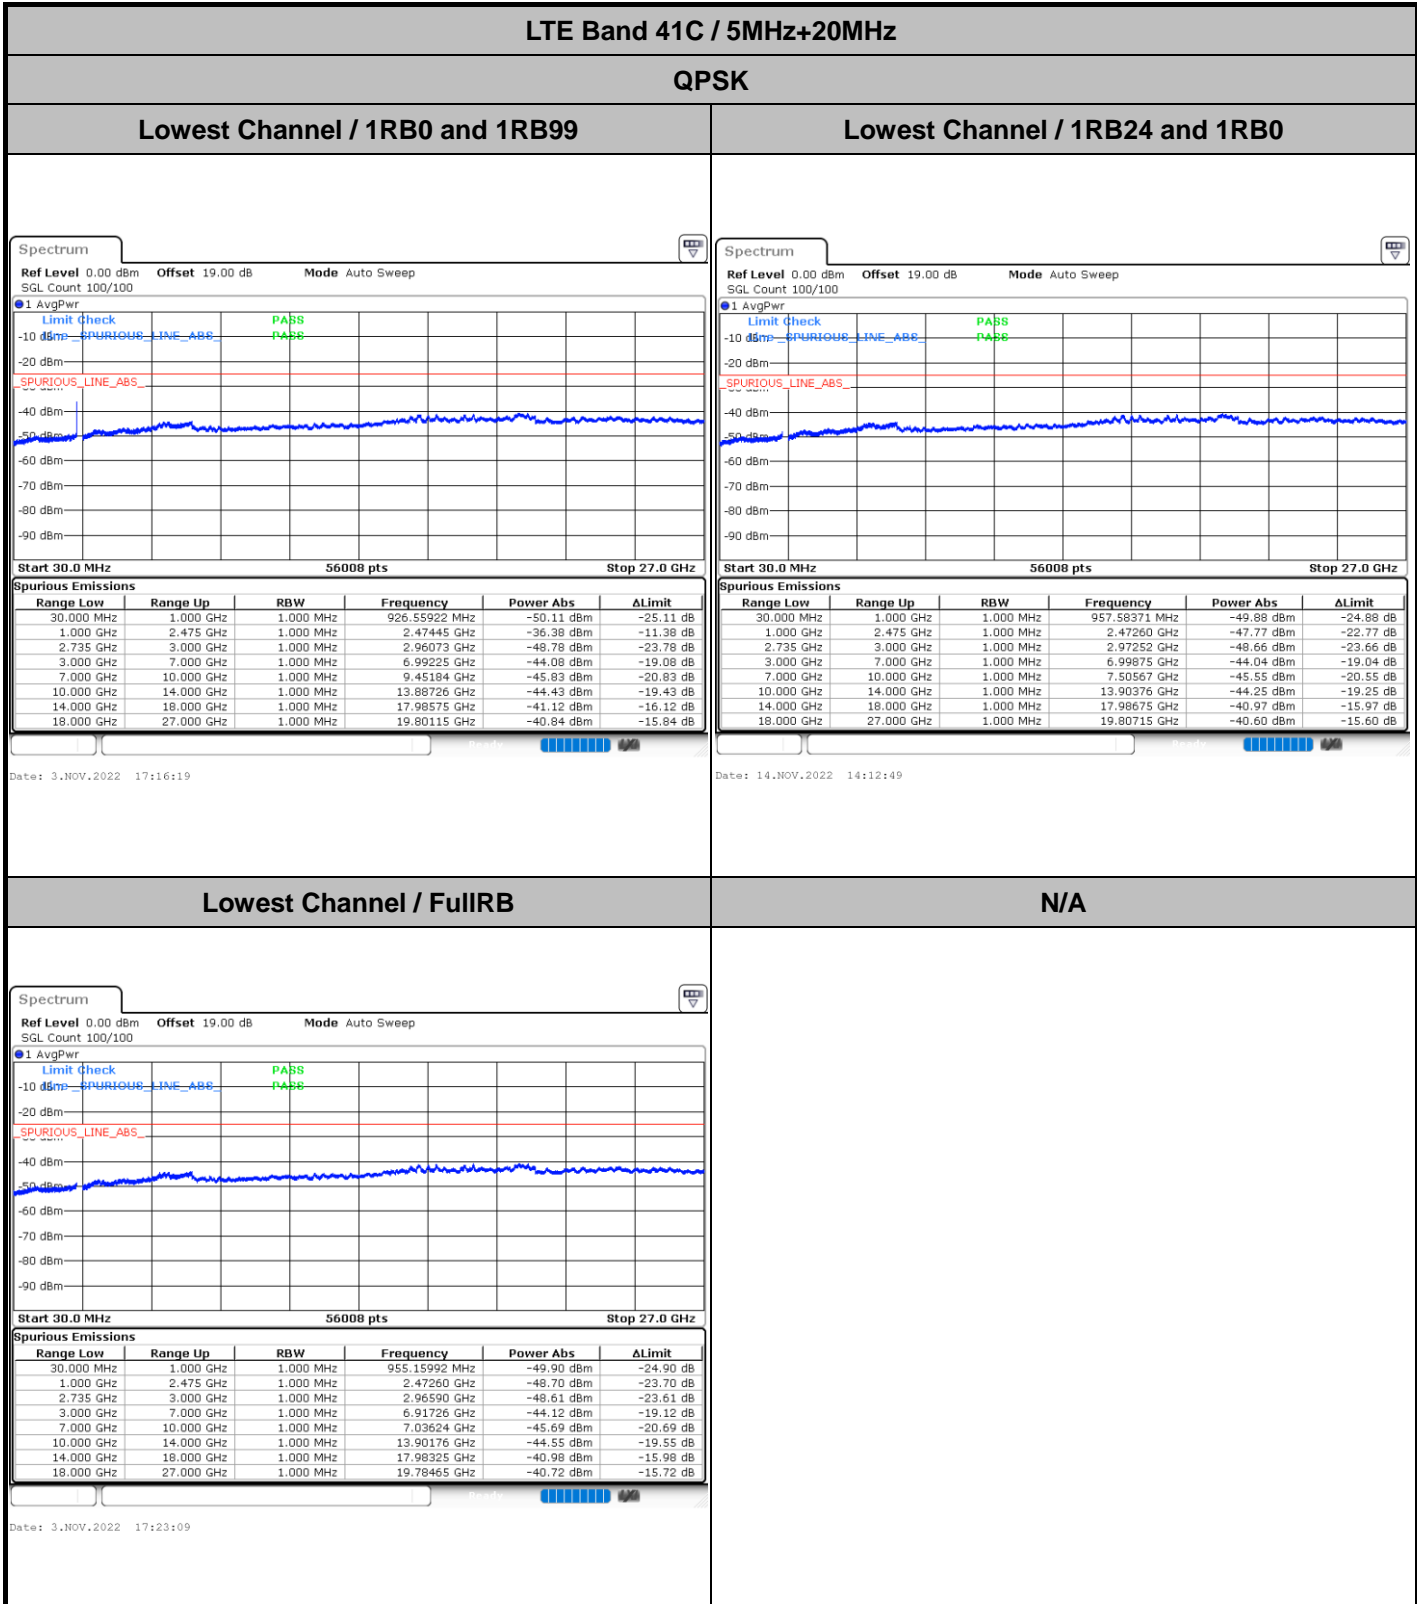 LTE Band 41C / 5MHz+20MHz
QPSK
Lowest Channel / 1RB0 and 1RB99
Lowest Channel / 1RB24 and 1RB0
Spectrum
Ref Level 0.00 dBm Offset 19.00 dB Mode Auto Sweep
SGL Count 100/100
1 AvgPwr
Limit Check PASS
Line _SPURIOUS_LINE_ABS_ PASS
-10 dBm
-20 dBm
_SPURIOUS_LINE_ABS_
-40 dBm
-50 dBm
-60 dBm
-70 dBm
-80 dBm
-90 dBm
Start 30.0 MHz 56008 pts Stop 27.0 GHz
Spurious Emissions
Range Low Range Up RBW Frequency Power Abs ΔLimit
30.000 MHz 1.000 GHz 1.000 MHz 926.55922 MHz -50.11 dBm -25.11 dB
1.000 GHz 2.475 GHz 1.000 MHz 2.47445 GHz -36.38 dBm -11.38 dB
2.735 GHz 3.000 GHz 1.000 MHz 2.96073 GHz -48.78 dBm -23.78 dB
3.000 GHz 7.000 GHz 1.000 MHz 6.99225 GHz -44.08 dBm -19.08 dB
7.000 GHz 10.000 GHz 1.000 MHz 9.45184 GHz -45.83 dBm -20.83 dB
10.000 GHz 14.000 GHz 1.000 MHz 13.88726 GHz -44.43 dBm -19.43 dB
14.000 GHz 18.000 GHz 1.000 MHz 17.98575 GHz -41.12 dBm -16.12 dB
18.000 GHz 27.000 GHz 1.000 MHz 19.80115 GHz -40.84 dBm -15.84 dB
Ready
Date: 3.NOV.2022 17:16:19
Spectrum
Ref Level 0.00 dBm Offset 19.00 dB Mode Auto Sweep
SGL Count 100/100
1 AvgPwr
Limit Check PASS
Line _SPURIOUS_LINE_ABS_ PASS
-10 dBm
-20 dBm
_SPURIOUS_LINE_ABS_
-40 dBm
-50 dBm
-60 dBm
-70 dBm
-80 dBm
-90 dBm
Start 30.0 MHz 56008 pts Stop 27.0 GHz
Spurious Emissions
Range Low Range Up RBW Frequency Power Abs ΔLimit
30.000 MHz 1.000 GHz 1.000 MHz 957.58371 MHz -49.88 dBm -24.88 dB
1.000 GHz 2.475 GHz 1.000 MHz 2.47260 GHz -47.77 dBm -22.77 dB
2.735 GHz 3.000 GHz 1.000 MHz 2.97252 GHz -48.66 dBm -23.66 dB
3.000 GHz 7.000 GHz 1.000 MHz 6.99875 GHz -44.04 dBm -19.04 dB
7.000 GHz 10.000 GHz 1.000 MHz 7.50567 GHz -45.55 dBm -20.55 dB
10.000 GHz 14.000 GHz 1.000 MHz 13.90376 GHz -44.25 dBm -19.25 dB
14.000 GHz 18.000 GHz 1.000 MHz 17.98675 GHz -40.97 dBm -15.97 dB
18.000 GHz 27.000 GHz 1.000 MHz 19.80715 GHz -40.60 dBm -15.60 dB
Ready
Date: 14.NOV.2022 14:12:49
Lowest Channel / FullRB
N/A
Spectrum
Ref Level 0.00 dBm Offset 19.00 dB Mode Auto Sweep
SGL Count 100/100
1 AvgPwr
Limit Check PASS
Line _SPURIOUS_LINE_ABS_ PASS
-10 dBm
-20 dBm
_SPURIOUS_LINE_ABS_
-40 dBm
-50 dBm
-60 dBm
-70 dBm
-80 dBm
-90 dBm
Start 30.0 MHz 56008 pts Stop 27.0 GHz
Spurious Emissions
Range Low Range Up RBW Frequency Power Abs ΔLimit
30.000 MHz 1.000 GHz 1.000 MHz 955.15992 MHz -49.90 dBm -24.90 dB
1.000 GHz 2.475 GHz 1.000 MHz 2.47260 GHz -48.70 dBm -23.70 dB
2.735 GHz 3.000 GHz 1.000 MHz 2.96590 GHz -48.61 dBm -23.61 dB
3.000 GHz 7.000 GHz 1.000 MHz 6.91726 GHz -44.12 dBm -19.12 dB
7.000 GHz 10.000 GHz 1.000 MHz 7.03624 GHz -45.69 dBm -20.69 dB
10.000 GHz 14.000 GHz 1.000 MHz 13.90176 GHz -44.55 dBm -19.55 dB
14.000 GHz 18.000 GHz 1.000 MHz 17.98325 GHz -40.98 dBm -15.98 dB
18.000 GHz 27.000 GHz 1.000 MHz 19.78465 GHz -40.72 dBm -15.72 dB
Ready
Date: 3.NOV.2022 17:23:09